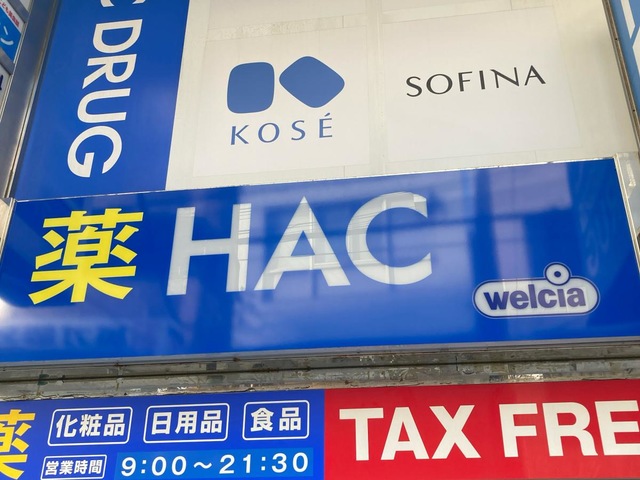 C DRUG
KOSÉ
SOFINA
薬 HAC
welcia
薬
化粧品 日用品 食品
営業時間 9:00～21:30
TAX FRE